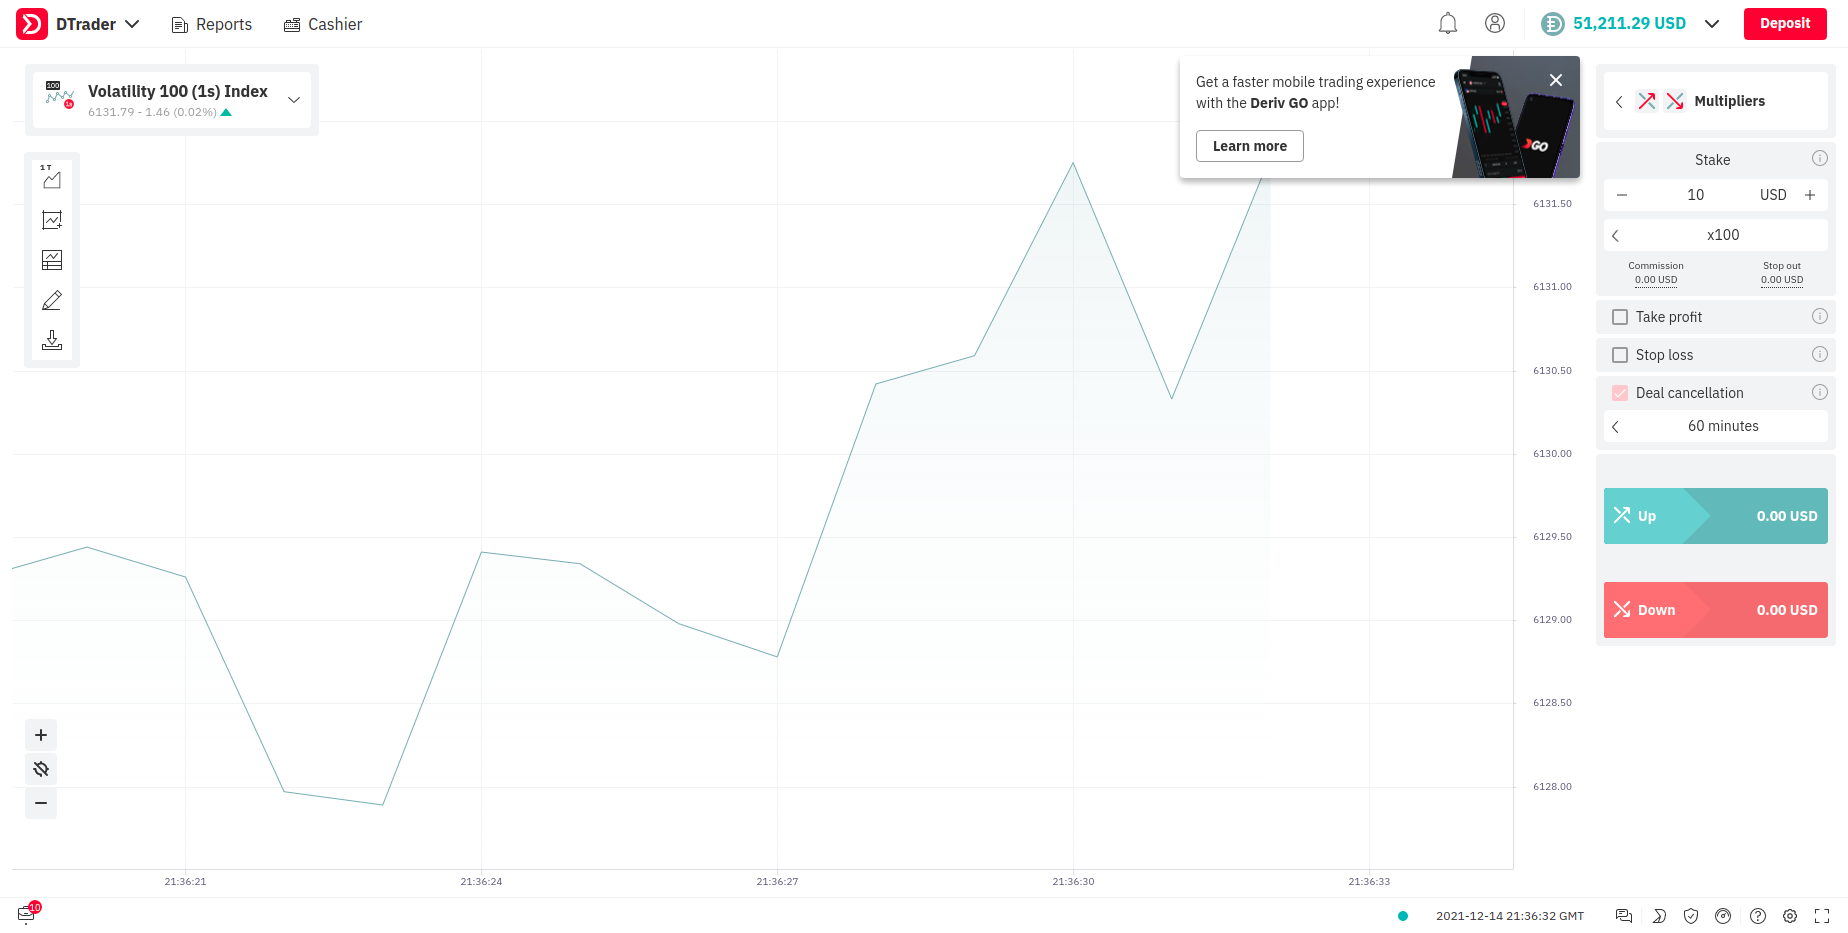 DTrader
Reports
Cashier
51,211.29 USD
Deposit
100
1s
Volatility 100 (1s) Index
6131.79 - 1.46 (0.02%)
Get a faster mobile trading experience
with the Deriv GO app!
Learn more
GO
Multipliers
Stake
10 USD
x100
Commission
0.00 USD
Stop out
0.00 USD
Take profit
Stop loss
Deal cancellation
60 minutes
Up 0.00 USD
Down 0.00 USD
1 T
6131.50
6131.00
6130.50
6130.00
6129.50
6129.00
6128.50
6128.00
21:36:21
21:36:24
21:36:27
21:36:30
21:36:33
10
2021-12-14 21:36:32 GMT